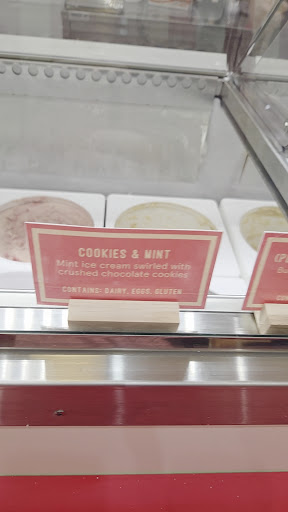 COOKIES & MINT
Mint ice cream swirled with
crushed chocolate cookies
CONTAINS: DAIRY, EGGS, GLUTEN